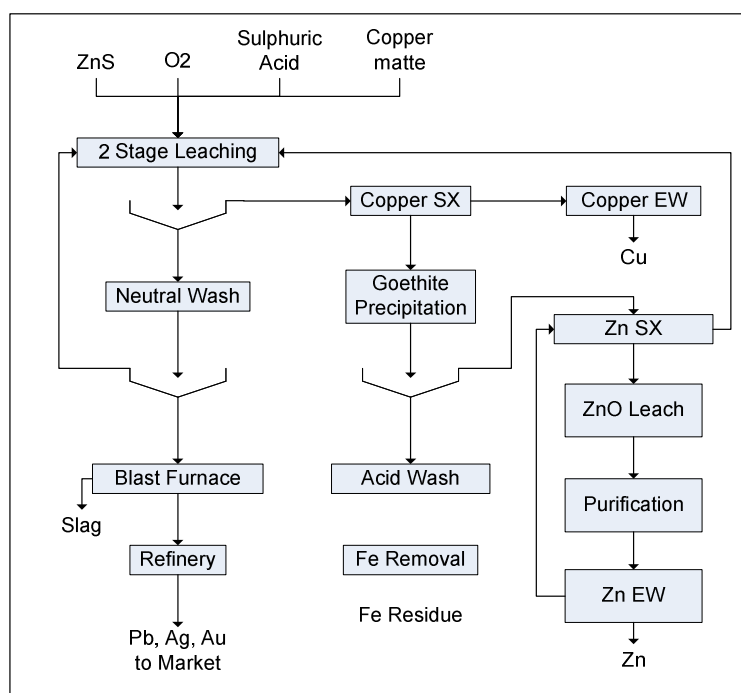 ZnS
O2
Sulphuric
Acid
Copper
matte
2 Stage Leaching
Copper SX
Copper EW
Cu
Neutral Wash
Goethite
Precipitation
Zn SX
ZnO Leach
Blast Furnace
Acid Wash
Purification
Slag
Refinery
Fe Removal
Zn EW
Fe Residue
Pb, Ag, Au
to Market
Zn